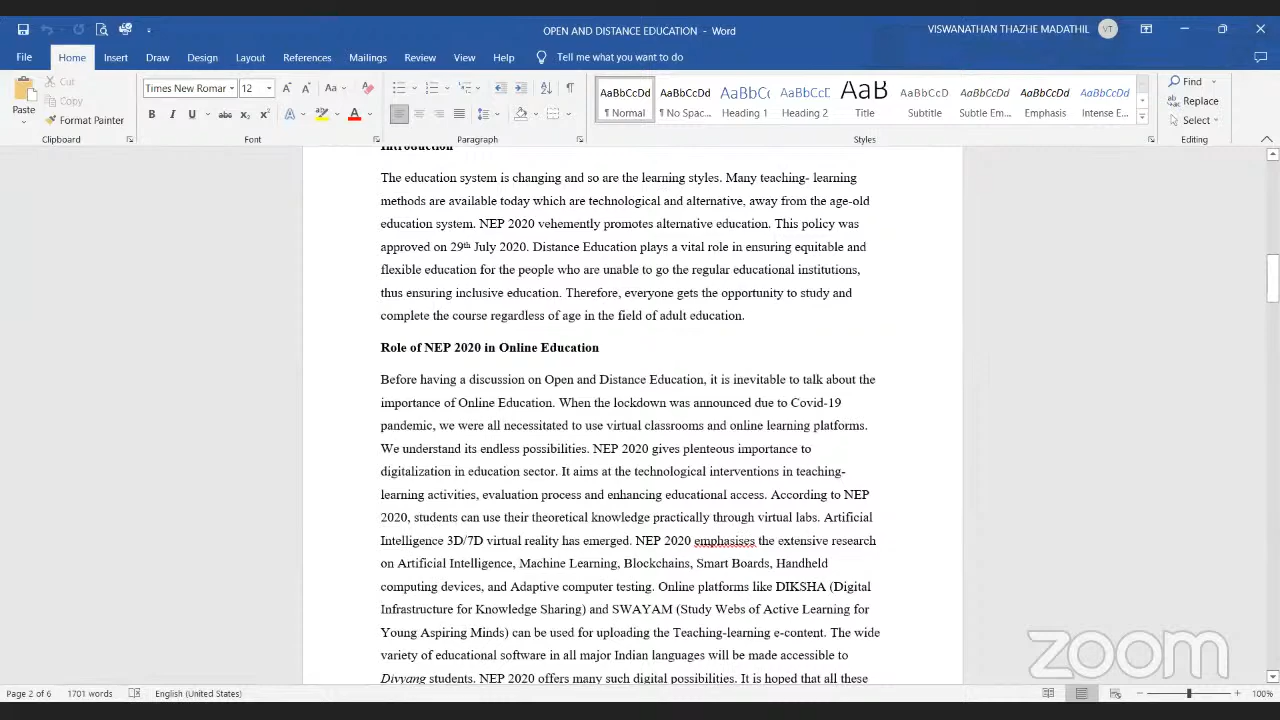 OPEN AND DISTANCE EDUCATION - Word
VISWANATHAN THAZHE MADATHIL VT
File Home Insert Draw Design Layout References Mailings Review View Help Tell me what you want to do
Paste
Cut
Copy
Format Painter
Clipboard
Times New Roman 12
Font
Paragraph
AaBbCcDd AaBbCcDd AaBbCc AaBbCcC AaB AaBbCcD AaBbCcDd AaBbCcDd AaBbCcDd
¶ Normal ¶ No Spac... Heading 1 Heading 2 Title Subtitle Subtle Em... Emphasis Intense E...
Styles
Find
Replace
Select
Editing
Introduction
The education system is changing and so are the learning styles. Many teaching- learning
methods are available today which are technological and alternative, away from the age-old
education system. NEP 2020 vehemently promotes alternative education. This policy was
approved on 29th July 2020. Distance Education plays a vital role in ensuring equitable and
flexible education for the people who are unable to go the regular educational institutions,
thus ensuring inclusive education. Therefore, everyone gets the opportunity to study and
complete the course regardless of age in the field of adult education.
Role of NEP 2020 in Online Education
Before having a discussion on Open and Distance Education, it is inevitable to talk about the
importance of Online Education. When the lockdown was announced due to Covid-19
pandemic, we were all necessitated to use virtual classrooms and online learning platforms.
We understand its endless possibilities. NEP 2020 gives plenteous importance to
digitalization in education sector. It aims at the technological interventions in teaching-
learning activities, evaluation process and enhancing educational access. According to NEP
2020, students can use their theoretical knowledge practically through virtual labs. Artificial
Intelligence 3D/7D virtual reality has emerged. NEP 2020 emphasises the extensive research
on Artificial Intelligence, Machine Learning, Blockchains, Smart Boards, Handheld
computing devices, and Adaptive computer testing. Online platforms like DIKSHA (Digital
Infrastructure for Knowledge Sharing) and SWAYAM (Study Webs of Active Learning for
Young Aspiring Minds) can be used for uploading the Teaching-learning e-content. The wide
variety of educational software in all major Indian languages will be made accessible to
Divyang students. NEP 2020 offers many such digital possibilities. It is hoped that all these
zoom
Page 2 of 6 1701 words English (United States) 100%